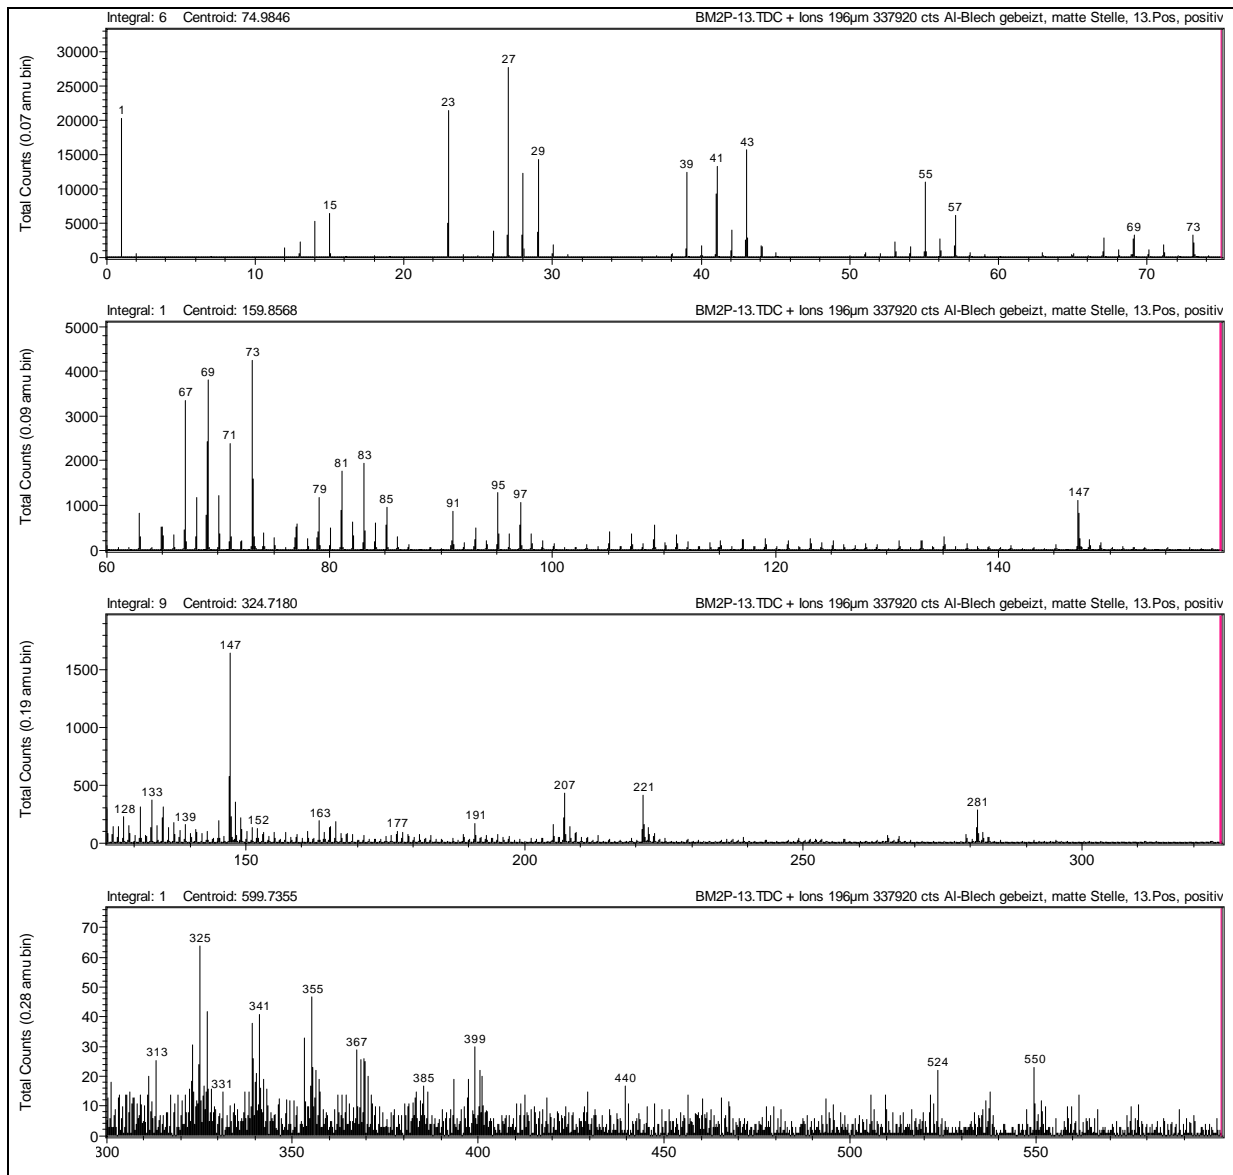 Integral: 6 Centroid: 74.9846 BM2P-13.TDC + Ions 196µm 337920 cts Al-Blech gebeizt, matte Stelle, 13.Pos, positiv
Total Counts (0.07 amu bin)
30000
25000
20000
15000
10000
5000
0
1 15 23 27 29 39 41 43 55 57 69 73
0 10 20 30 40 50 60 70
Integral: 1 Centroid: 159.8568 BM2P-13.TDC + Ions 196µm 337920 cts Al-Blech gebeizt, matte Stelle, 13.Pos, positiv
Total Counts (0.09 amu bin)
5000
4000
3000
2000
1000
0
67 69 71 73 79 81 83 85 91 95 97 147
60 80 100 120 140
Integral: 9 Centroid: 324.7180 BM2P-13.TDC + Ions 196µm 337920 cts Al-Blech gebeizt, matte Stelle, 13.Pos, positiv
Total Counts (0.19 amu bin)
1500
1000
500
0
128 133 139 147 152 163 177 191 207 221 281
150 200 250 300
Integral: 1 Centroid: 599.7355 BM2P-13.TDC + Ions 196µm 337920 cts Al-Blech gebeizt, matte Stelle, 13.Pos, positiv
Total Counts (0.28 amu bin)
70
60
50
40
30
20
10
0
313 325 331 341 355 367 385 399 440 524 550
300 350 400 450 500 550